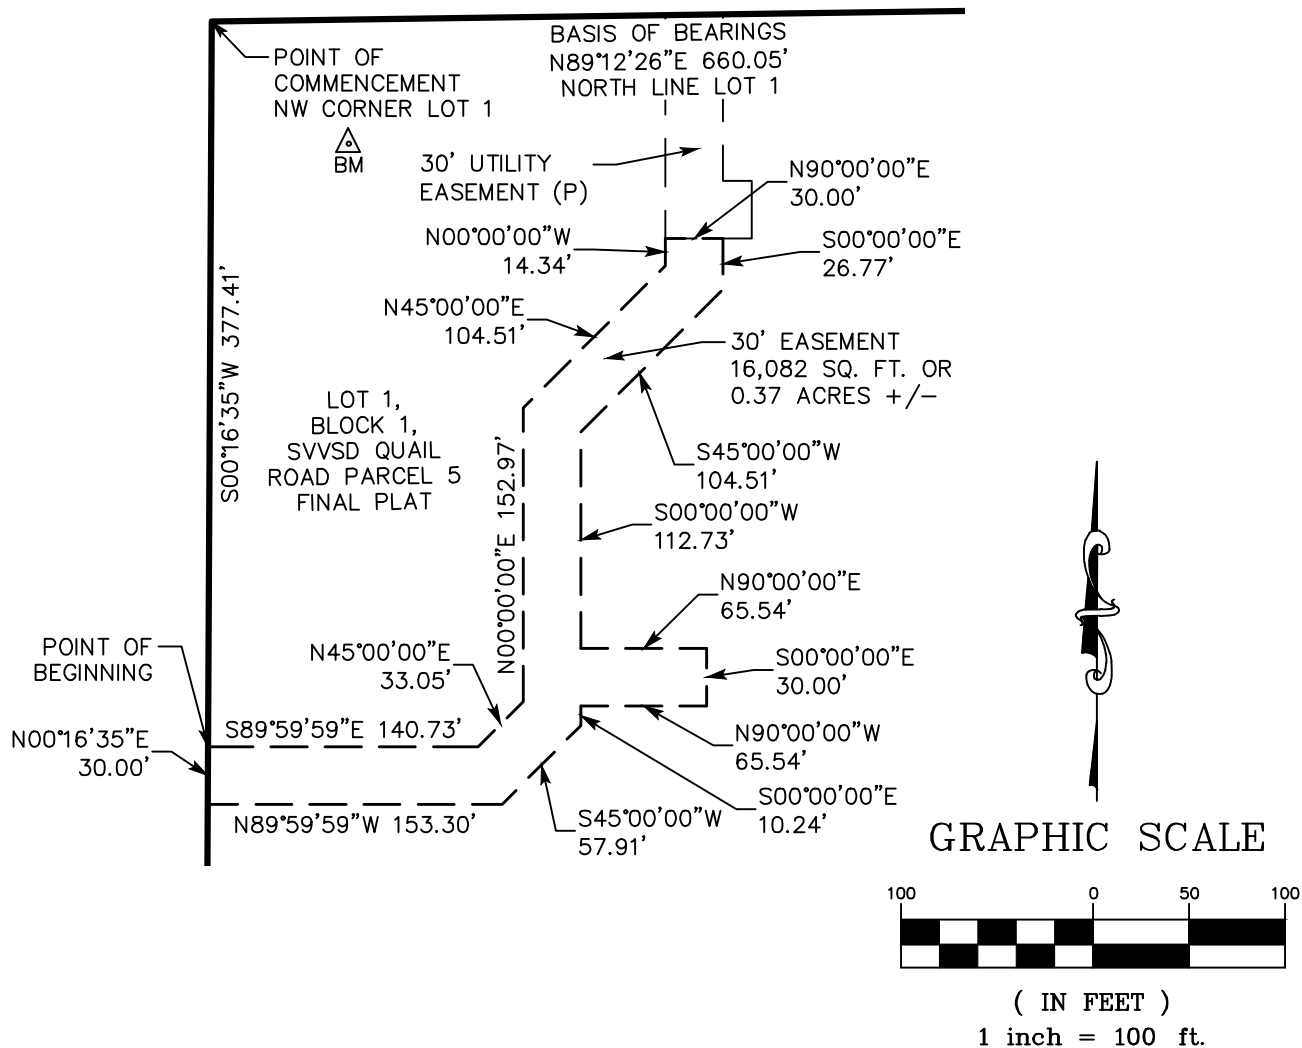 BASIS OF BEARINGS
N89°12'26"E 660.05'
NORTH LINE LOT 1
POINT OF
COMMENCEMENT
NW CORNER LOT 1
BM
30' UTILITY
EASEMENT (P)
N90°00'00"E
30.00'
N00°00'00"W
14.34'
S00°00'00"E
26.77'
S00°16'35"W 377.41'
N45°00'00"E
104.51'
30' EASEMENT
16,082 SQ. FT. OR
0.37 ACRES +/-
LOT 1,
BLOCK 1,
SVVSD QUAIL
ROAD PARCEL 5
FINAL PLAT
N00°00'00"E 152.97'
S45°00'00"W
104.51'
S00°00'00"W
112.73'
N90°00'00"E
65.54'
POINT OF
BEGINNING
N45°00'00"E
33.05'
S00°00'00"E
30.00'
S89°59'59"E 140.73'
N00°16'35"E
30.00'
N90°00'00"W
65.54'
S00°00'00"E
10.24'
N89°59'59"W 153.30'
S45°00'00"W
57.91'
GRAPHIC SCALE
100 0 50 100
( IN FEET )
1 inch = 100 ft.